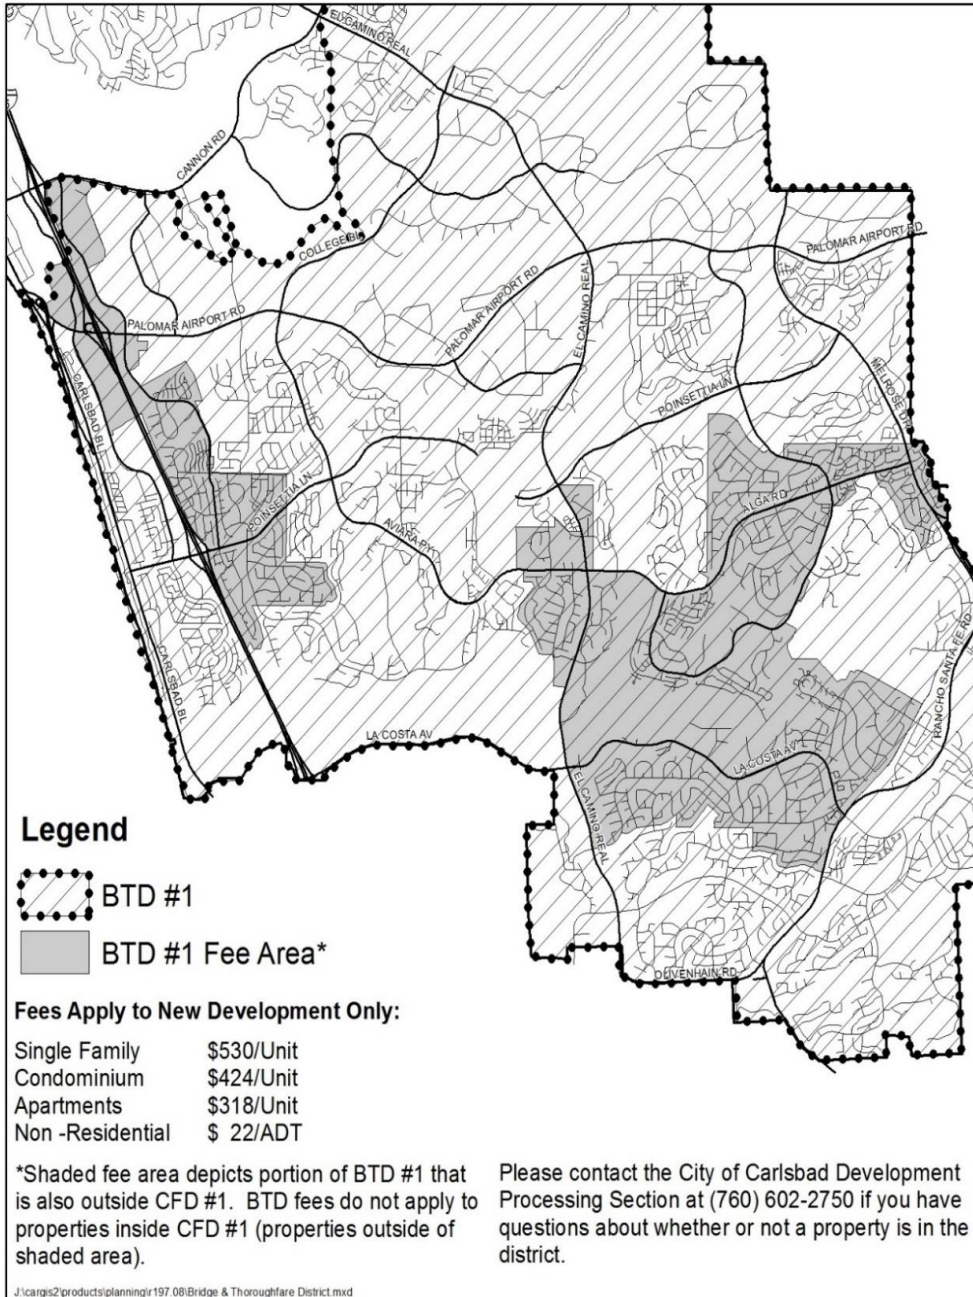 EL CAMINO REAL
CANNON RD
COLLEGE BL
PALOMAR AIRPORT RD
PALOMAR AIRPORT RD
PALOMAR AIRPORT RD
EL CAMINO REAL
CARLSBAD BL
POINSETTIA LN
MELROSE DR
POINSETTIA LN
ALGA RD
AVIARA PY
CARLSBAD BL
RANCHO SANTA FE RD
LA COSTA AV
LA COSTA AV
EL CAMINO REAL
OLIVENHAIN RD
Legend
BTD #1
BTD #1 Fee Area*
Fees Apply to New Development Only:
Single Family $530/Unit
Condominium $424/Unit
Apartments $318/Unit
Non -Residential $ 22/ADT
*Shaded fee area depicts portion of BTD #1 that
is also outside CFD #1. BTD fees do not apply to
properties inside CFD #1 (properties outside of
shaded area).
Please contact the City of Carlsbad Development
Processing Section at (760) 602-2750 if you have
questions about whether or not a property is in the
district.
J:\cargis2\products\planning\r197.08\Bridge & Thoroughfare District.mxd